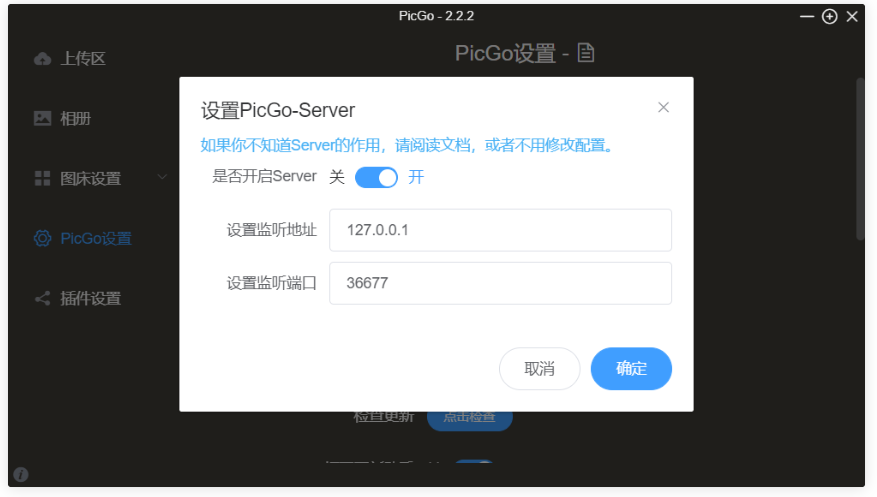 PicGo - 2.2.2
上传区
PicGo设置 -
相册
图床设置
PicGo设置
插件设置
设置PicGo-Server
如果你不知道Server的作用，请阅读文档，或者不用修改配置。
是否开启Server 关 开
设置监听地址 127.0.0.1
设置监听端口 36677
取消 确定
检查更新 点击检查